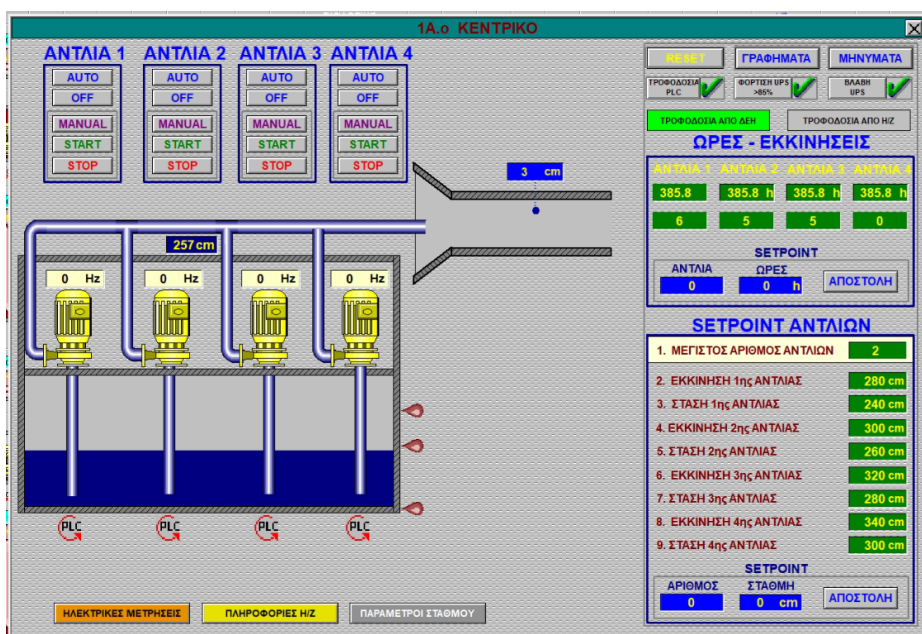 1Α.ο ΚΕΝΤΡΙΚΟ
ΑΝΤΛΙΑ 1 ΑΝΤΛΙΑ 2 ΑΝΤΛΙΑ 3 ΑΝΤΛΙΑ 4
AUTO AUTO AUTO AUTO
OFF OFF OFF OFF
MANUAL MANUAL MANUAL MANUAL
START START START START
STOP STOP STOP STOP
3 cm
257 cm
0 Hz 0 Hz 0 Hz 0 Hz
PLC PLC PLC PLC
ΗΛΕΚΤΡΙΚΕΣ ΜΕΤΡΗΣΕΙΣ ΠΛΗΡΟΦΟΡΙΕΣ Η/Ζ ΠΑΡΑΜΕΤΡΟΙ ΣΤΑΘΜΟΥ
RESET ΓΡΑΦΗΜΑΤΑ ΜΗΝΥΜΑΤΑ
ΤΡΟΦΟΔΟΣΙΑ PLC
ΦΟΡΤΙΣΗ UPS >85%
ΒΛΑΒΗ UPS
ΤΡΟΦΟΔΟΣΙΑ ΑΠΟ ΔΕΗ ΤΡΟΦΟΔΟΣΙΑ ΑΠΟ Η/Ζ
ΩΡΕΣ - ΕΚΚΙΝΗΣΕΙΣ
ΑΝΤΛΙΑ 1 ΑΝΤΛΙΑ 2 ΑΝΤΛΙΑ 3 ΑΝΤΛΙΑ 4
385.8 385.8 h 385.8 h 385.8 h
6 5 5 0
SETPOINT
ΑΝΤΛΙΑ ΩΡΕΣ
0 0 h ΑΠΟΣΤΟΛΗ
SETPOINT ΑΝΤΛΙΩΝ
1. ΜΕΓΙΣΤΟΣ ΑΡΙΘΜΟΣ ΑΝΤΛΙΩΝ 2
2. ΕΚΚΙΝΗΣΗ 1ης ΑΝΤΛΙΑΣ 280 cm
3. ΣΤΑΣΗ 1ης ΑΝΤΛΙΑΣ 240 cm
4. ΕΚΚΙΝΗΣΗ 2ης ΑΝΤΛΙΑΣ 300 cm
5. ΣΤΑΣΗ 2ης ΑΝΤΛΙΑΣ 260 cm
6. ΕΚΚΙΝΗΣΗ 3ης ΑΝΤΛΙΑΣ 320 cm
7. ΣΤΑΣΗ 3ης ΑΝΤΛΙΑΣ 280 cm
8. ΕΚΚΙΝΗΣΗ 4ης ΑΝΤΛΙΑΣ 340 cm
9. ΣΤΑΣΗ 4ης ΑΝΤΛΙΑΣ 300 cm
SETPOINT
ΑΡΙΘΜΟΣ ΣΤΑΘΜΗ
0 0 cm ΑΠΟΣΤΟΛΗ